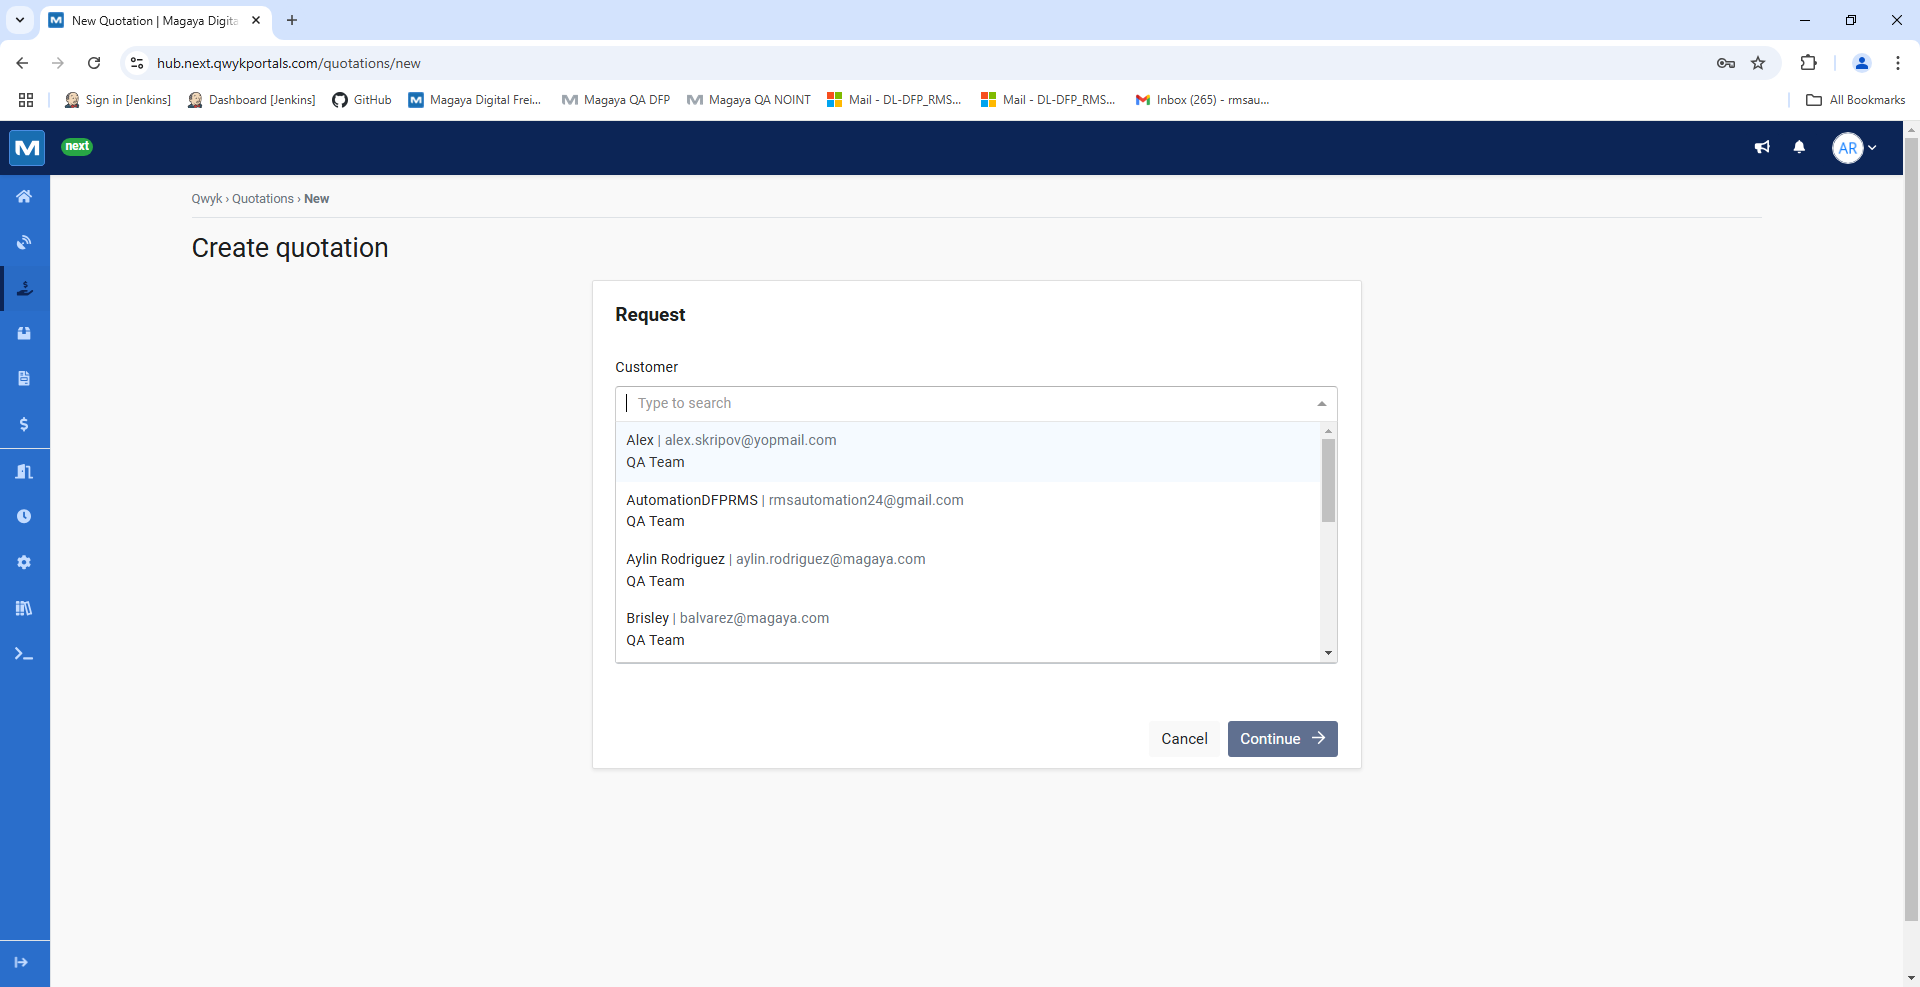 New Quotation | Magaya Digita
hub.next.qwykportals.com/quotations/new
Sign in [Jenkins]
Dashboard [Jenkins]
GitHub
Magaya Digital Frei...
Magaya QA DFP
Magaya QA NOINT
Mail - DL-DFP_RMS...
Mail - DL-DFP_RMS...
Inbox (265) - rmsau...
All Bookmarks
next
AR
Qwyk › Quotations › New
Create quotation
Request
Customer
Type to search
Alex | alex.skripov@yopmail.com
QA Team
AutomationDFPRMS | rmsautomation24@gmail.com
QA Team
Aylin Rodriguez | aylin.rodriguez@magaya.com
QA Team
Brisley | balvarez@magaya.com
QA Team
Cancel
Continue